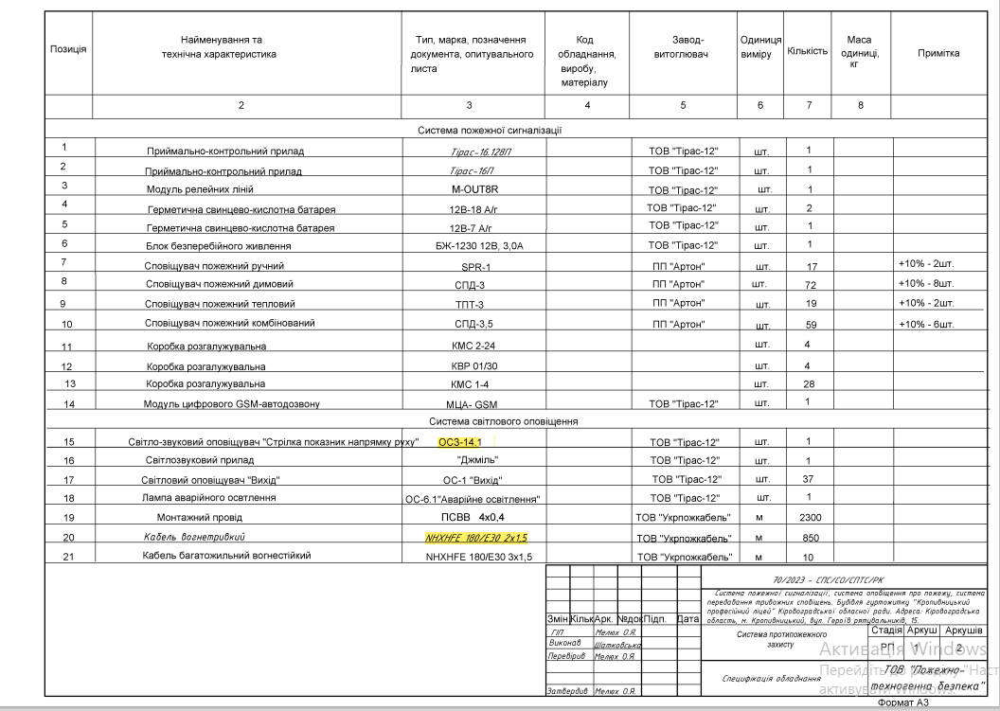 Позиція
Найменування та
технічна характеристика
Тип, марка, позначення
документа, опитувального
листа
Код
обладнання,
виробу,
матеріалу
Завод-
витоглювач
Одиниця
виміру
Кількість
Маса
одиниці,
кг
Примітка
2 3 4 5 6 7 8
Система пожежної сигналізації
1 Приймально-контрольний прилад Тірас-16.128П ТОВ "Тірас-12" шт. 1
2 Приймально-контрольний прилад Тірас-16П ТОВ "Тірас-12" шт. 1
3 Модуль релейних ліній M-OUT8R ТОВ "Тірас-12" шт. 1
4 Герметична свинцево-кислотна батарея 12В-18 А/г ТОВ "Тірас-12" шт. 2
5 Герметична свинцево-кислотна батарея 12В-7 А/г ТОВ "Тірас-12" шт. 1
6 Блок безперебійного живлення БЖ-1230 12В, 3,0А ТОВ "Тірас-12" шт. 1
7 Сповіщувач пожежний ручний SPR-1 ПП "Артон" шт. 17 +10% - 2шт.
8 Сповіщувач пожежний димовий СПД-3 ПП "Артон" шт. 72 +10% - 8шт.
9 Сповіщувач пожежний тепловий ТПТ-3 ПП "Артон" шт. 19 +10% - 2шт.
10 Сповіщувач пожежний комбінований СПД-3,5 ПП "Артон" шт. 59 +10% - 6шт.
11 Коробка розгалужувальна КМС 2-24 шт. 4
12 Коробка розгалужувальна КВР 01/30 шт. 4
13 Коробка розгалужувальна КМС 1-4 шт. 28
14 Модуль цифрового GSM-автодозвону МЦА- GSM ТОВ "Тірас-12" шт. 1
Система світлового оповіщення
15 Світло-звуковий оповіщувач "Стрілка показник напрямку руху" ОСЗ-14.1 ТОВ "Тірас-12" шт. 1
16 Світлозвуковий прилад "Джміль" ТОВ "Тірас-12" шт. 1
17 Світловий оповіщувач "Вихід" ОС-1 "Вихід" ТОВ "Тірас-12" шт. 37
18 Лампа аварійного освтлення ОС-6.1"Аварійне освітлення" ТОВ "Тірас-12" шт. 1
19 Монтажний провід ПСВВ 4х0,4 ТОВ "Укрпожкабель" м 2300
20 Кабель вогнетривкий NHXHFE 180/E30 2x1,5 ТОВ "Укрпожкабель" м 850
21 Кабель багатожильний вогнестійкий NHXHFE 180/E30 3x1,5 ТОВ "Укрпожкабель" м 10
70/2023 - СПС/СО/СПТС/РК
Система пожежної сигналізації, система оповіщення про пожежу, система
передавання тривожних сповіщень. Будівля гуртожитку "Кропивницький
професійний ліцей" Кіровоградської обласної ради. Адреса: Кіровоградська
область, м. Кропивницький, вул. Героїв рятувальників, 15.
Змін. Кільк Арк. №док Підп. Дата
ГІП Мелюх О.Я.
Виконав Шатковська
Перевірив Мелюх О.Я.
Затвердив Мелюх О.Я.
Система протипожежного
захисту
Стадія Аркуш Аркушів
РП 1 2
Специфікація обладнання
ТОВ "Пожежно-
техногенна безпека"
Формат А3
Активація Windows
Перейдіть до розділу "Наст
активувати Windows.